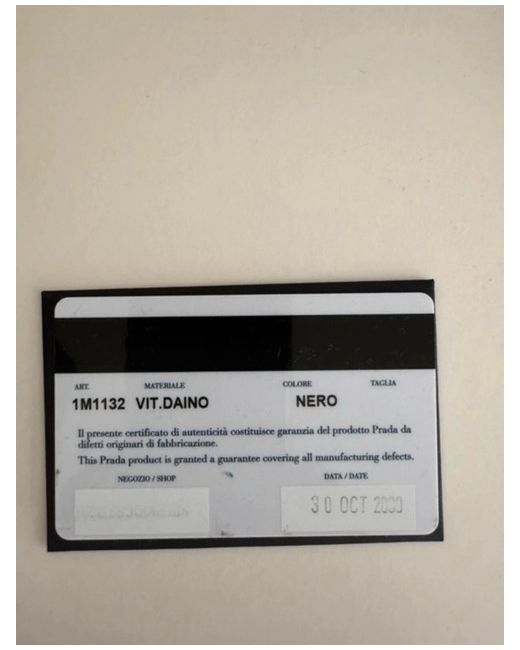 ART. MATERIALE COLORE TAGLIA
1M1132 VIT.DAINO NERO
Il presente certificato di autenticità costituisce garanzia del prodotto Prada da
difetti originari di fabbricazione.
This Prada product is granted a guarantee covering all manufacturing defects.
NEGOZIO / SHOP DATA / DATE
30 OCT